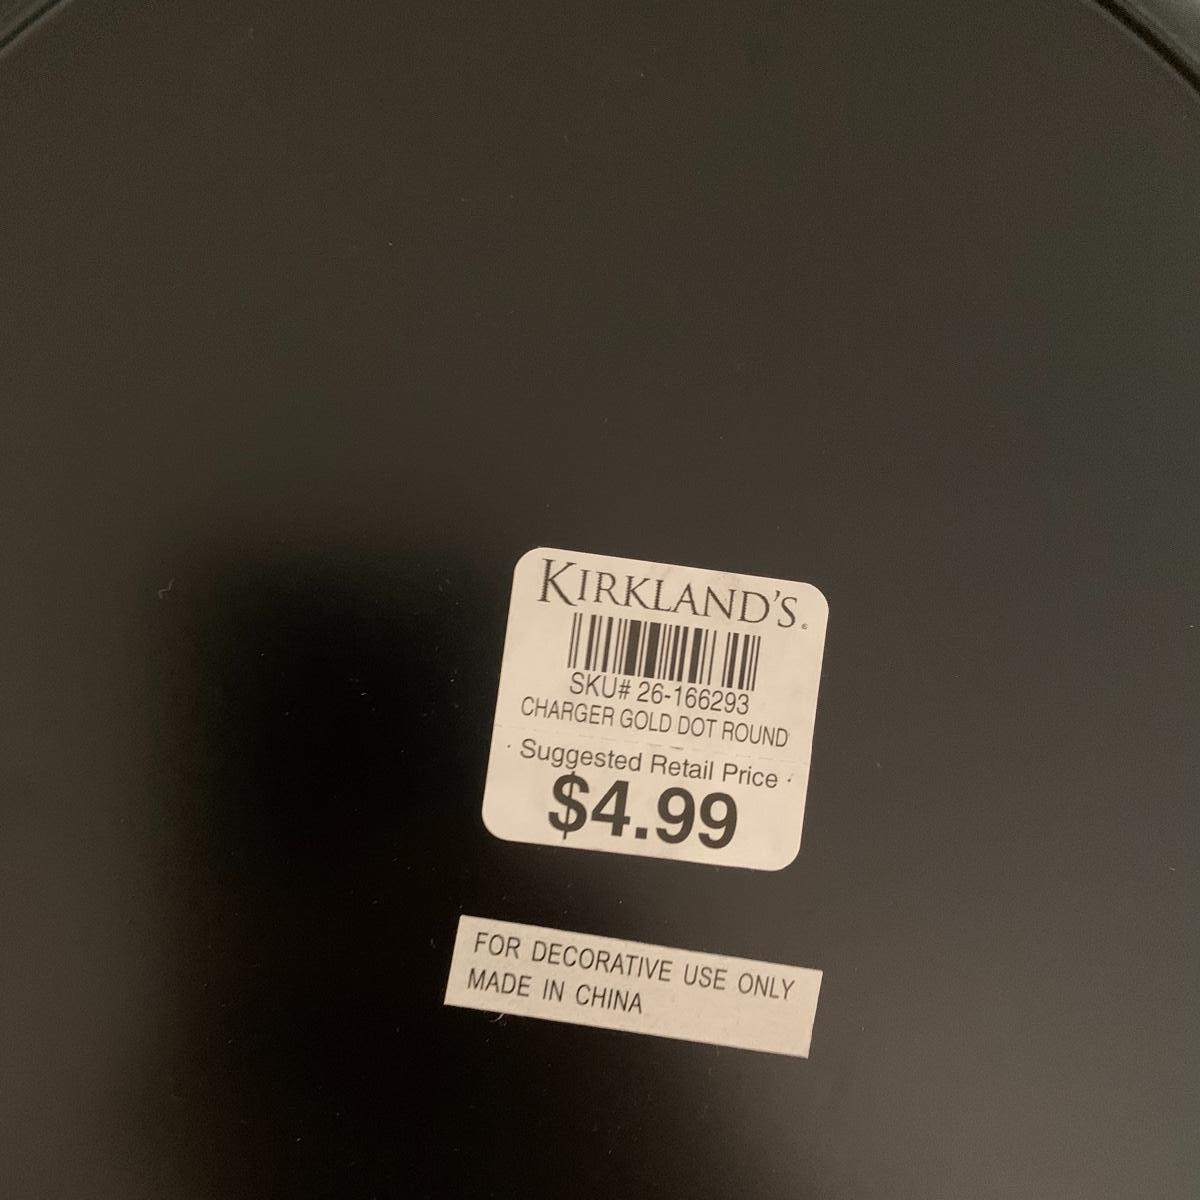 KIRKLAND'S®
SKU# 26-166293
CHARGER GOLD DOT ROUND
· Suggested Retail Price ·
$4.99
FOR DECORATIVE USE ONLY
MADE IN CHINA